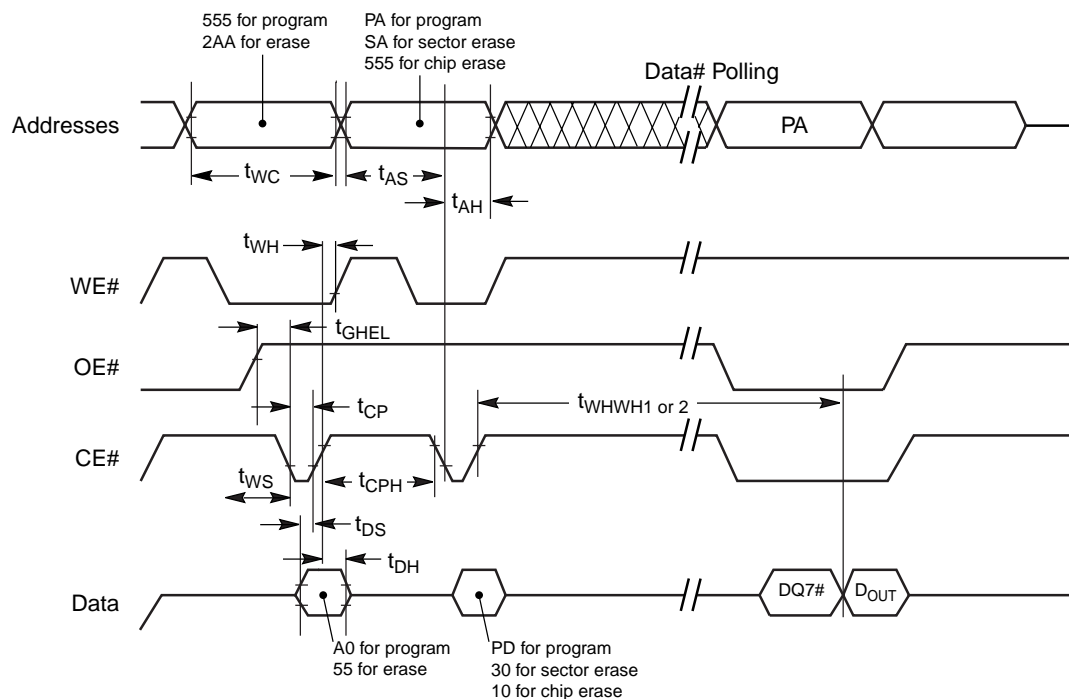 555 for program
2AA for erase
PA for program
SA for sector erase
555 for chip erase
Data# Polling
Addresses
PA
tWC
tAS
tAH
tWH
WE#
tGHEL
OE#
tCP
tWHWH1 or 2
CE#
tWS
tCPH
tDS
tDH
Data
DQ7#
DOUT
A0 for program
55 for erase
PD for program
30 for sector erase
10 for chip erase